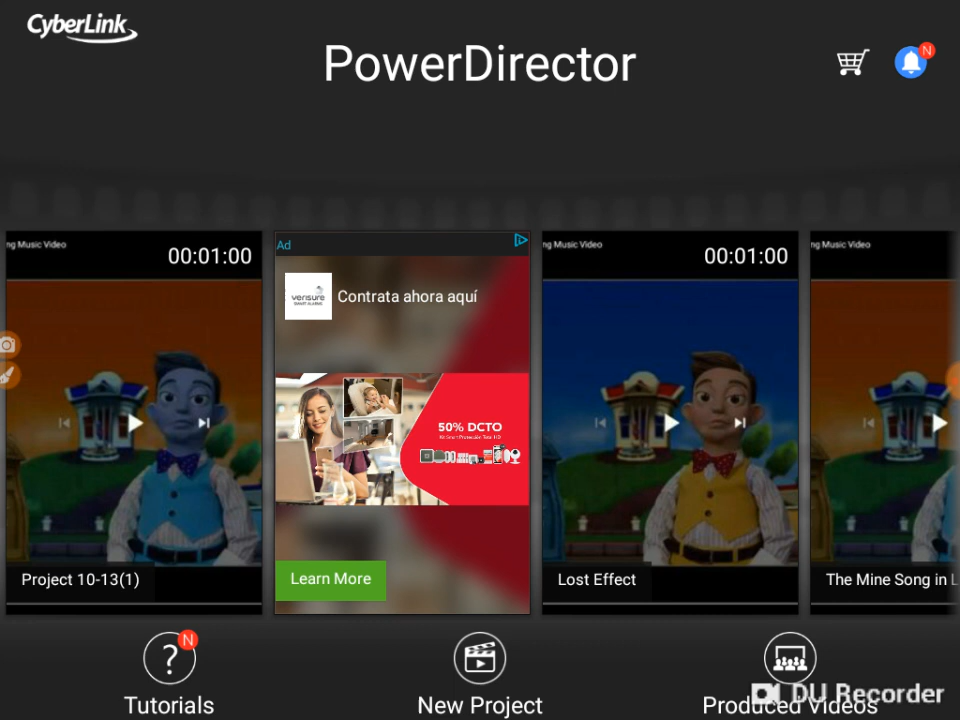 CyberLink
PowerDirector
N
ng Music Video
00:01:00
Project 10-13(1)
Ad
verisure
SMART ALARMS
Contrata ahora aquí
50% DCTO
Learn More
ng Music Video
00:01:00
Lost Effect
ng Music Video
The Mine Song in L
?
N
Tutorials
New Project
Produced Videos
DU Recorder